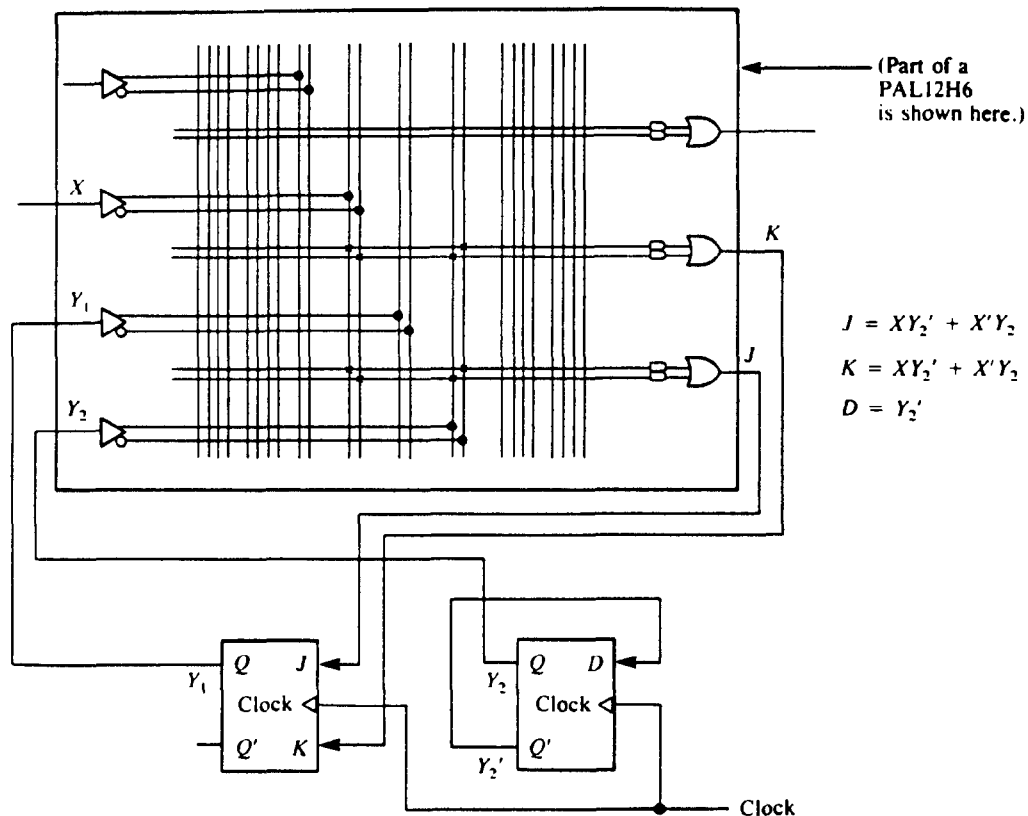 (Part of a
PAL12H6
is shown here.)
X
K
Y₁
J = XY₂' + X'Y₂
J
K = XY₂' + X'Y₂
D = Y₂'
Y₂
Q J
Y₁
Clock
Q' K
Q D
Y₂
Clock
Q'
Y₂'
Clock